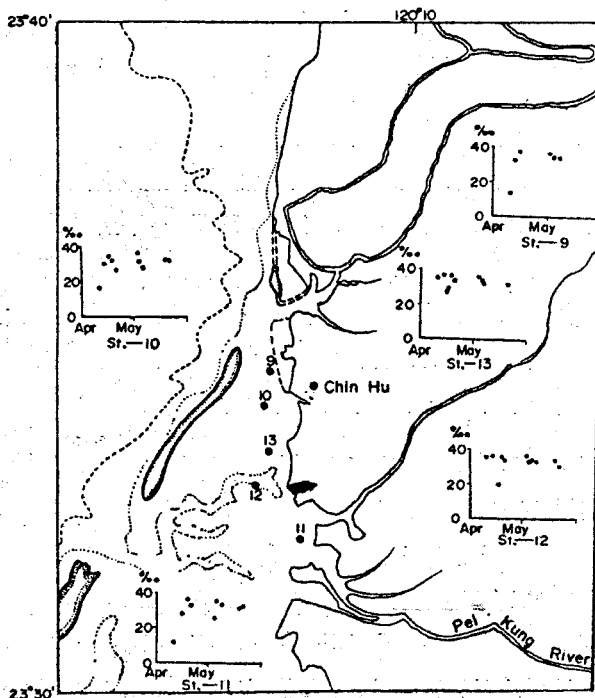 120°10
23°40'
‰
40
20
0
Apr May
St.—9
‰
40
20
0
Apr May
St.—10
‰
40
20
0
Apr May
St.—13
9
Chin Hu
10
13
12
11
‰
40
20
0
Apr May
St.—12
‰
40
20
0
Apr May
St.—11
Pei Kung River
23°30'